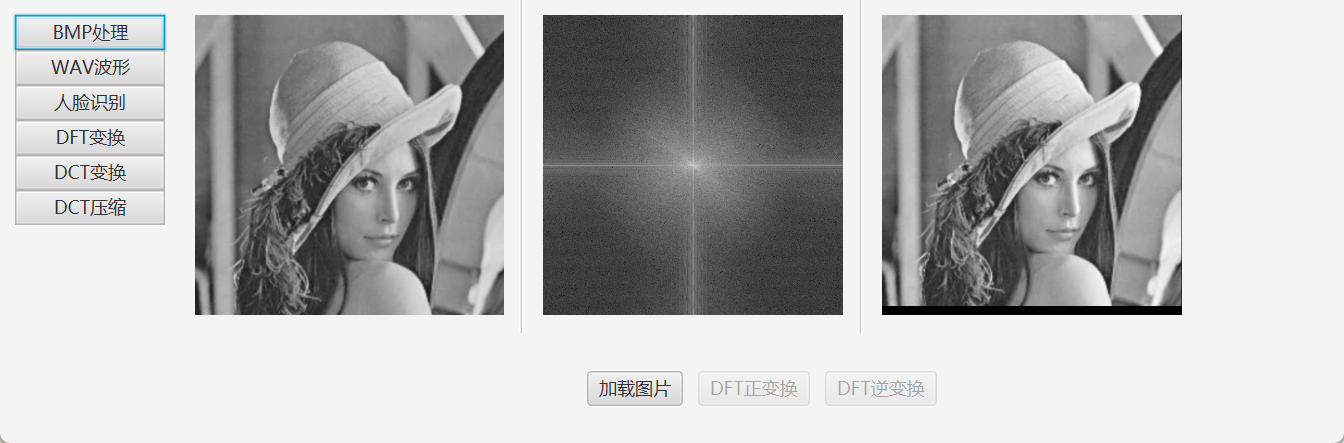 BMP处理
WAV波形
人脸识别
DFT变换
DCT变换
DCT压缩
加载图片
DFT正变换
DFT逆变换